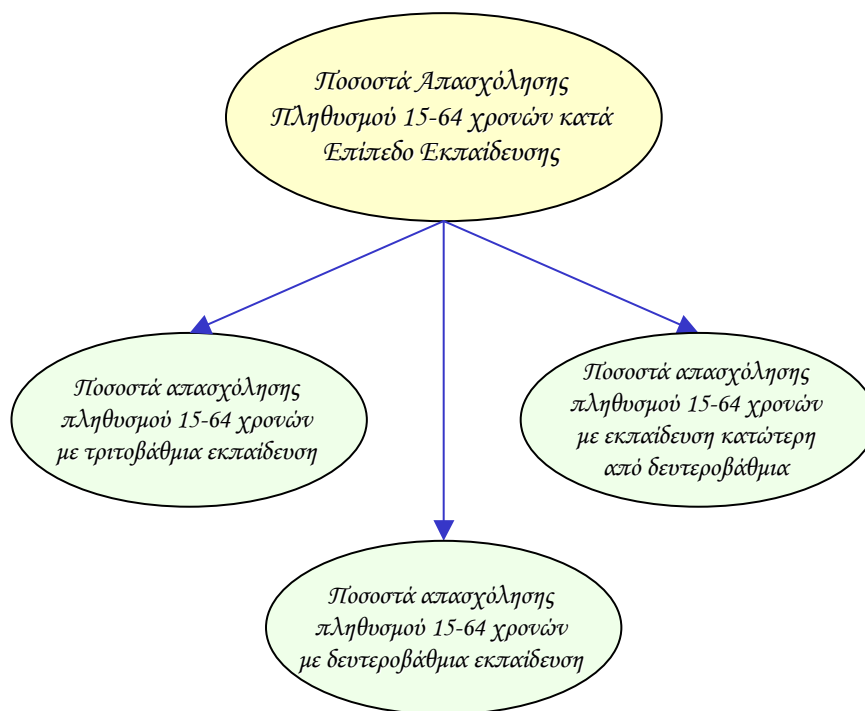 Ποσοστά Απασχόλησης
Πληθυσμού 15-64 χρονών κατά
Επίπεδο Εκπαίδευσης
Ποσοστά απασχόλησης
πληθυσμού 15-64 χρονών
με τριτοβάθμια εκπαίδευση
Ποσοστά απασχόλησης
πληθυσμού 15-64 χρονών
με εκπαίδευση κατώτερη
από δευτεροβάθμια
Ποσοστά απασχόλησης
πληθυσμού 15-64 χρονών
με δευτεροβάθμια εκπαίδευση